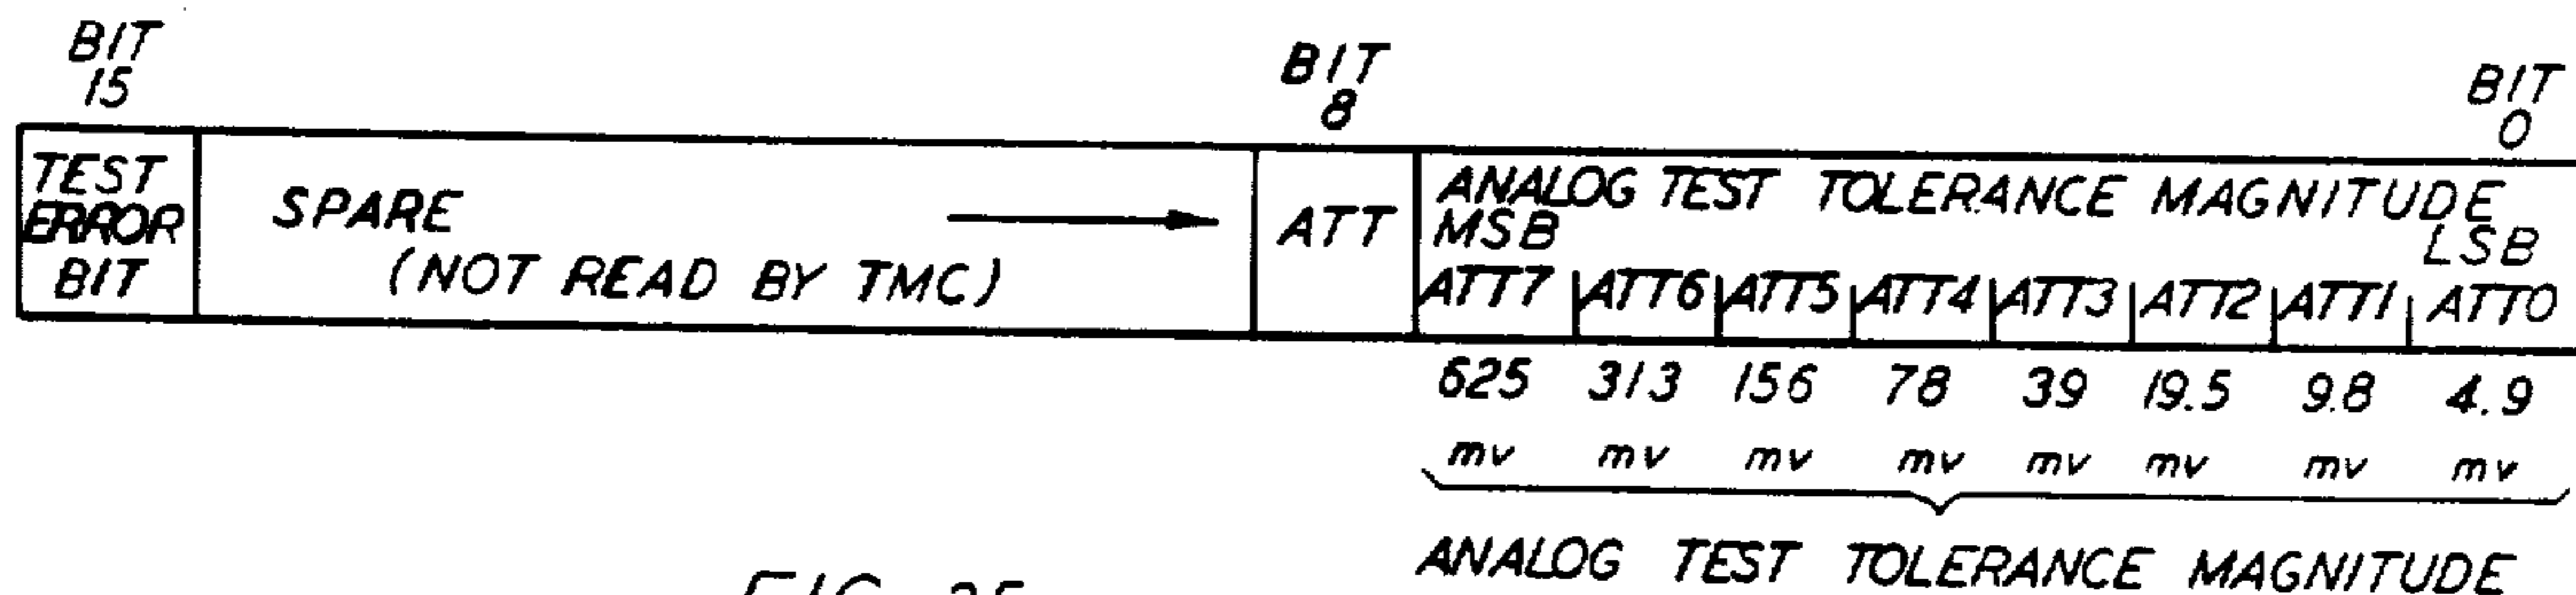 BIT
15
BIT
8
BIT
0
TEST
ERROR
BIT
SPARE
(NOT READ BY TMC)
ATT
ANALOG TEST TOLERANCE MAGNITUDE
MSB
LSB
ATT7 ATT6 ATT5 ATT4 ATT3 ATT2 ATT1 ATT0
625 313 156 78 39 19.5 9.8 4.9
mv mv mv mv mv mv mv mv
ANALOG TEST TOLERANCE MAGNITUDE